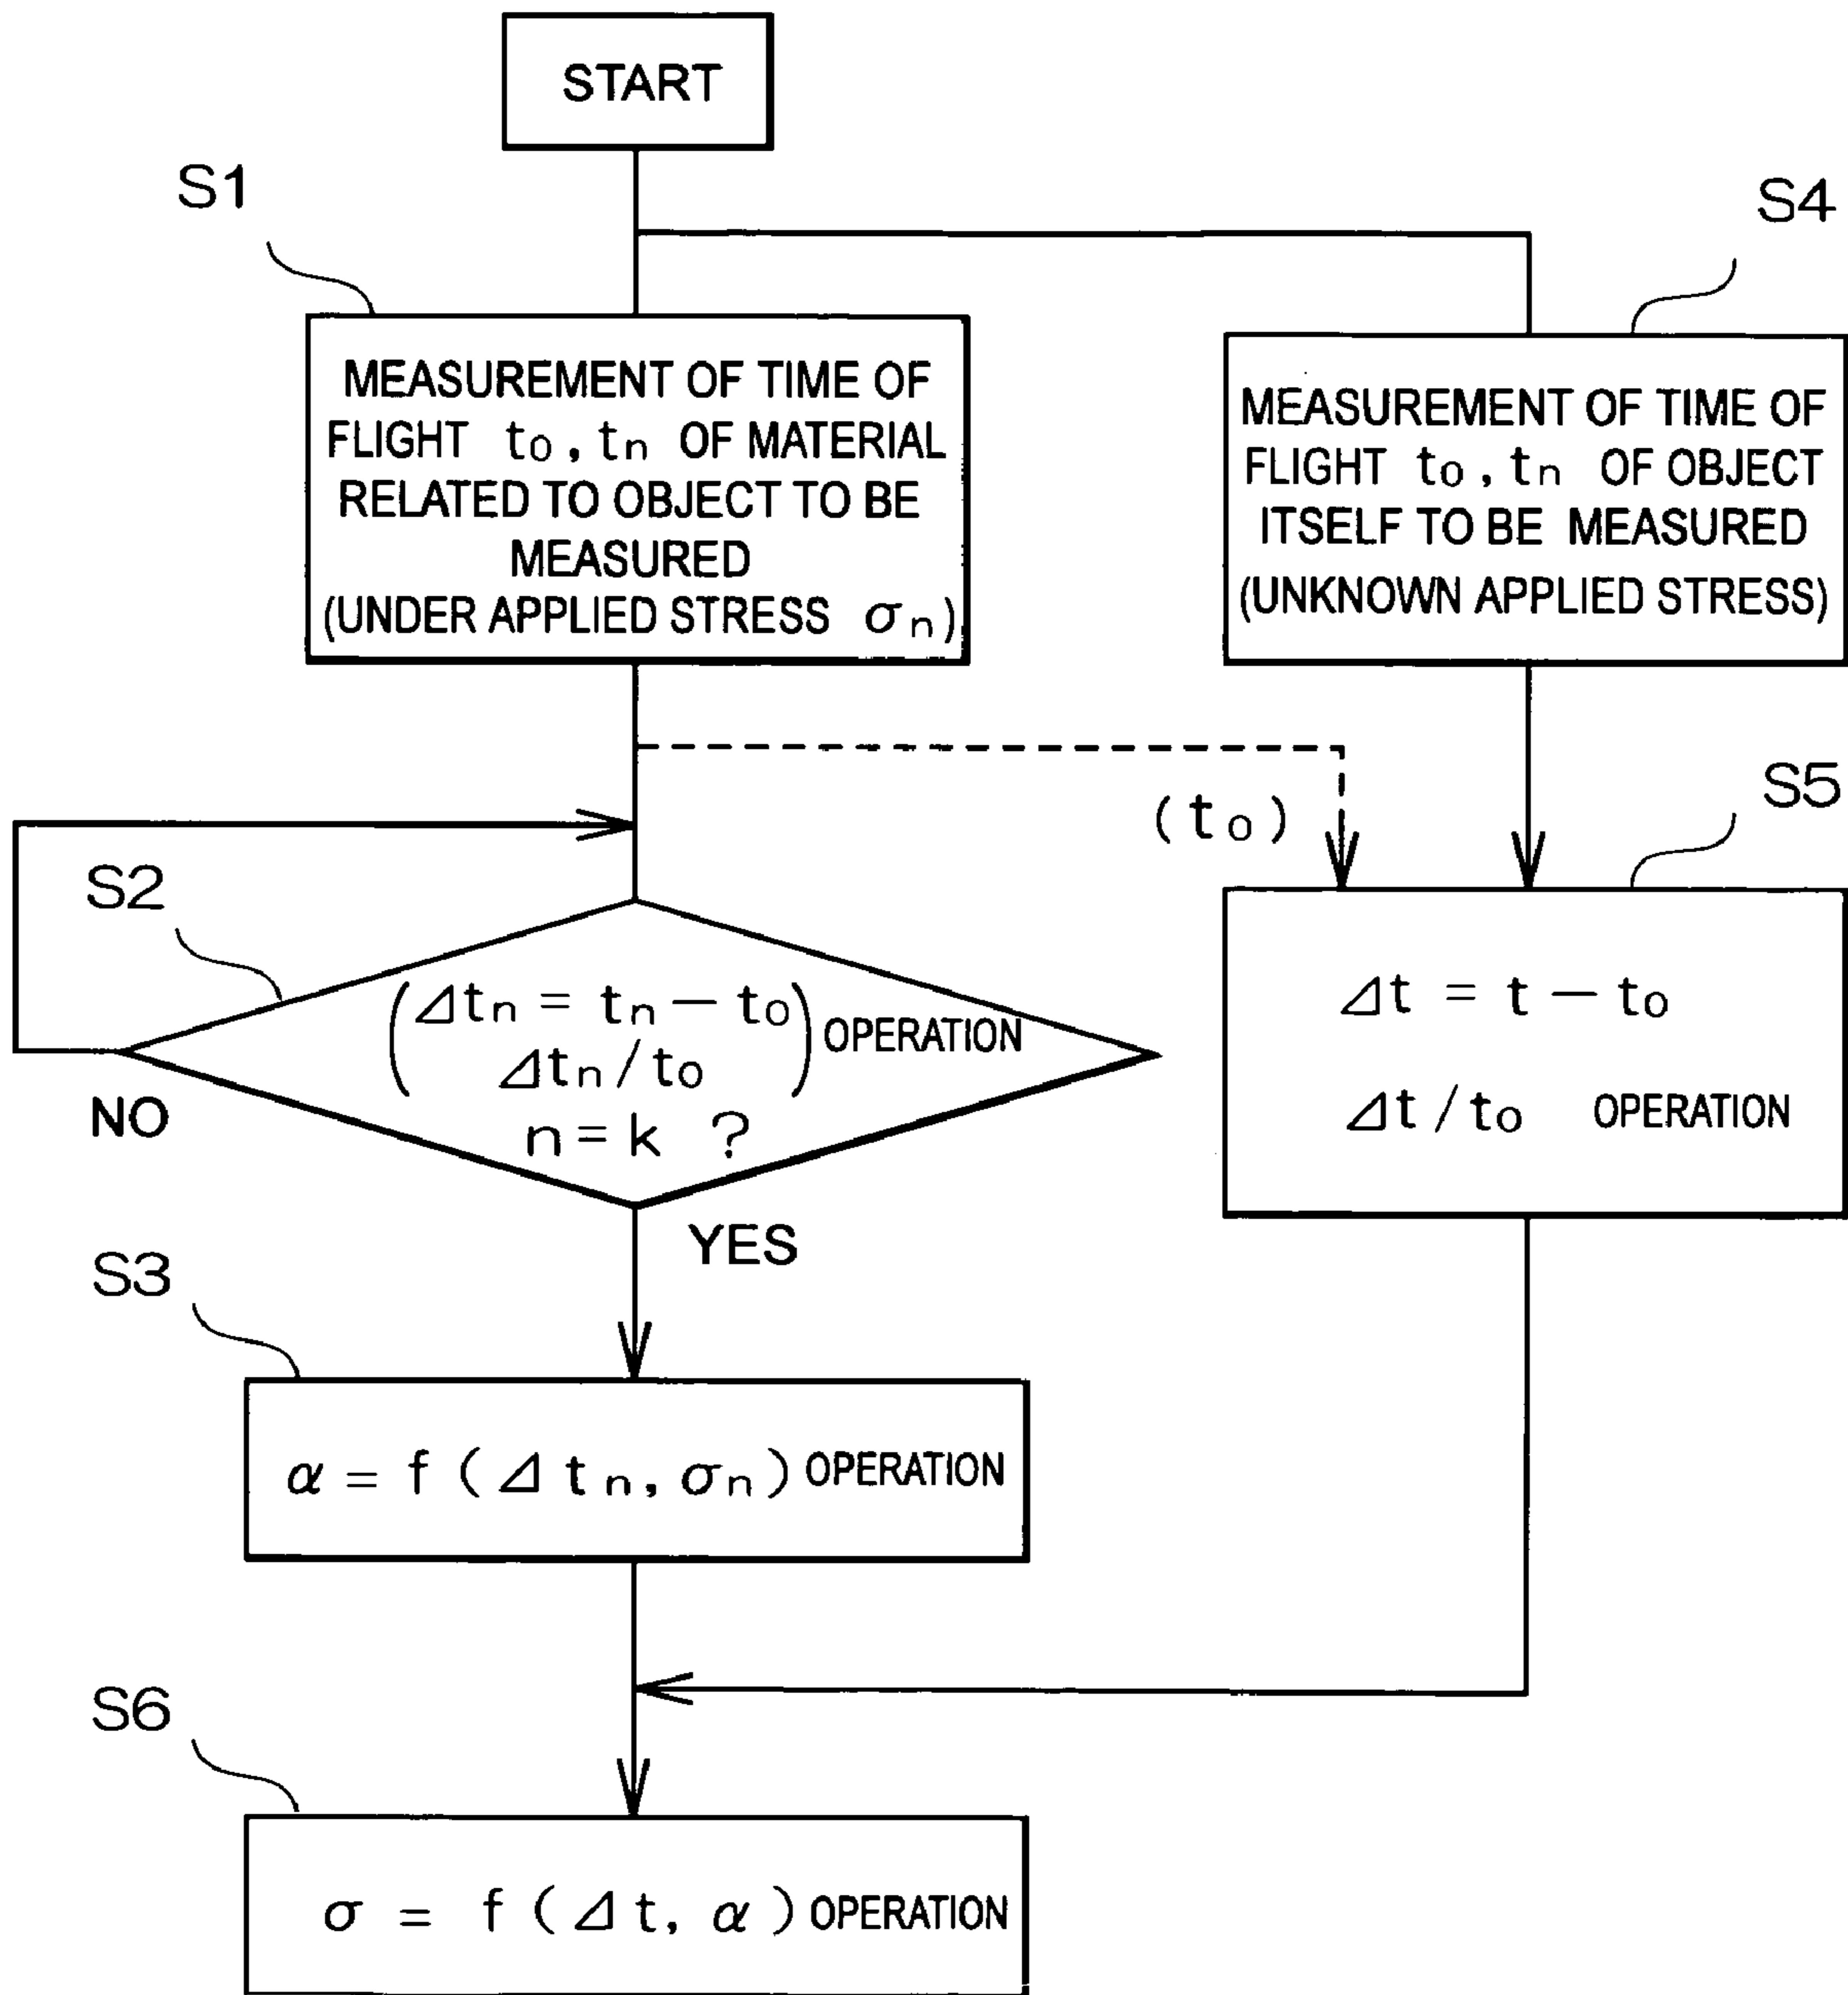 START
S1
MEASUREMENT OF TIME OF
FLIGHT t₀, tₙ OF MATERIAL
RELATED TO OBJECT TO BE
MEASURED
(UNDER APPLIED STRESS σₙ)
S4
MEASUREMENT OF TIME OF
FLIGHT t₀, tₙ OF OBJECT
ITSELF TO BE MEASURED
(UNKNOWN APPLIED STRESS)
(t₀)
S2
(Δtₙ = tₙ − t₀
Δtₙ/t₀) OPERATION
n = k ?
NO
YES
S5
Δt = t − t₀
Δt/t₀ OPERATION
S3
α = f (Δtₙ, σₙ) OPERATION
S6
σ = f (Δt, α) OPERATION